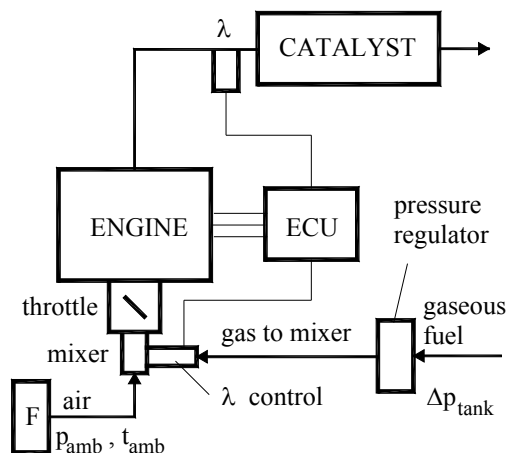 λ
CATALYST
ENGINE
ECU
pressure
regulator
throttle
gas to mixer
gaseous
fuel
mixer
λ control
Δp_tank
F
air
p_amb , t_amb